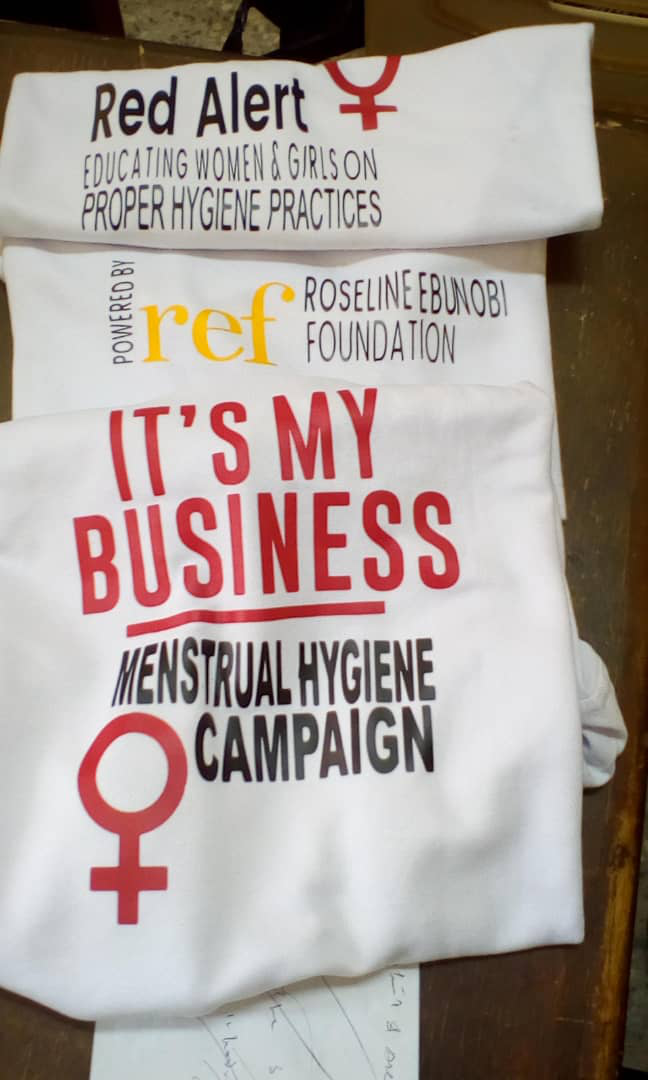 Red Alert
EDUCATING WOMEN & GIRLS ON
PROPER HYGIENE PRACTICES
POWERED BY
ref
ROSELINE EBUNOBI
FOUNDATION
IT'S MY
BUSINESS
MENSTRUAL HYGIENE
CAMPAIGN